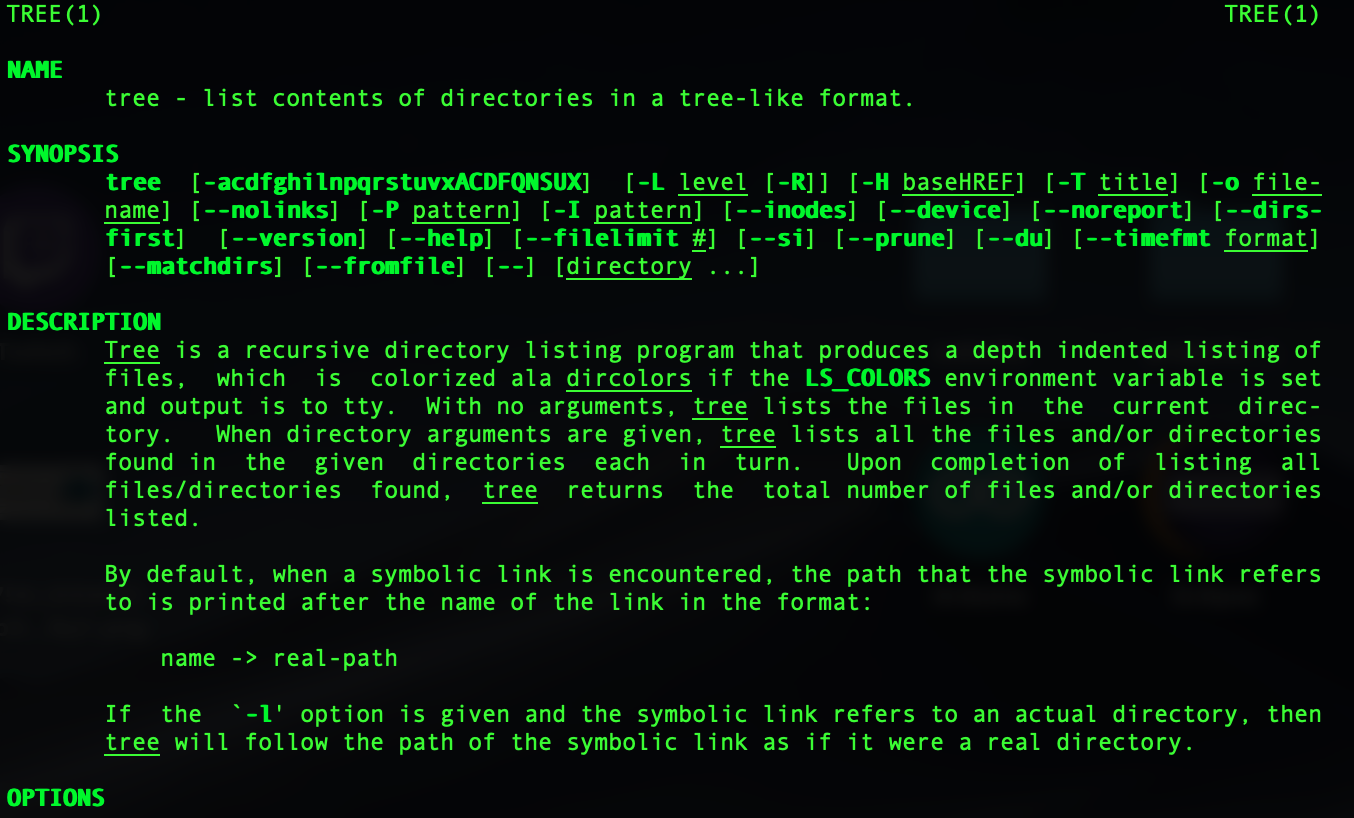 TREE(1) TREE(1)
NAME
tree - list contents of directories in a tree-like format.
SYNOPSIS
tree [-acdfghilnpqrstuvxACDFQNSUX] [-L level [-R]] [-H baseHREF] [-T title] [-o file-
name] [--nolinks] [-P pattern] [-I pattern] [--inodes] [--device] [--noreport] [--dirs-
first] [--version] [--help] [--filelimit #] [--si] [--prune] [--du] [--timefmt format]
[--matchdirs] [--fromfile] [--] [directory ...]
DESCRIPTION
Tree is a recursive directory listing program that produces a depth indented listing of
files, which is colorized ala dircolors if the LS_COLORS environment variable is set
and output is to tty. With no arguments, tree lists the files in the current direc-
tory. When directory arguments are given, tree lists all the files and/or directories
found in the given directories each in turn. Upon completion of listing all
files/directories found, tree returns the total number of files and/or directories
listed.
By default, when a symbolic link is encountered, the path that the symbolic link refers
to is printed after the name of the link in the format:
name -> real-path
If the `-l' option is given and the symbolic link refers to an actual directory, then
tree will follow the path of the symbolic link as if it were a real directory.
OPTIONS